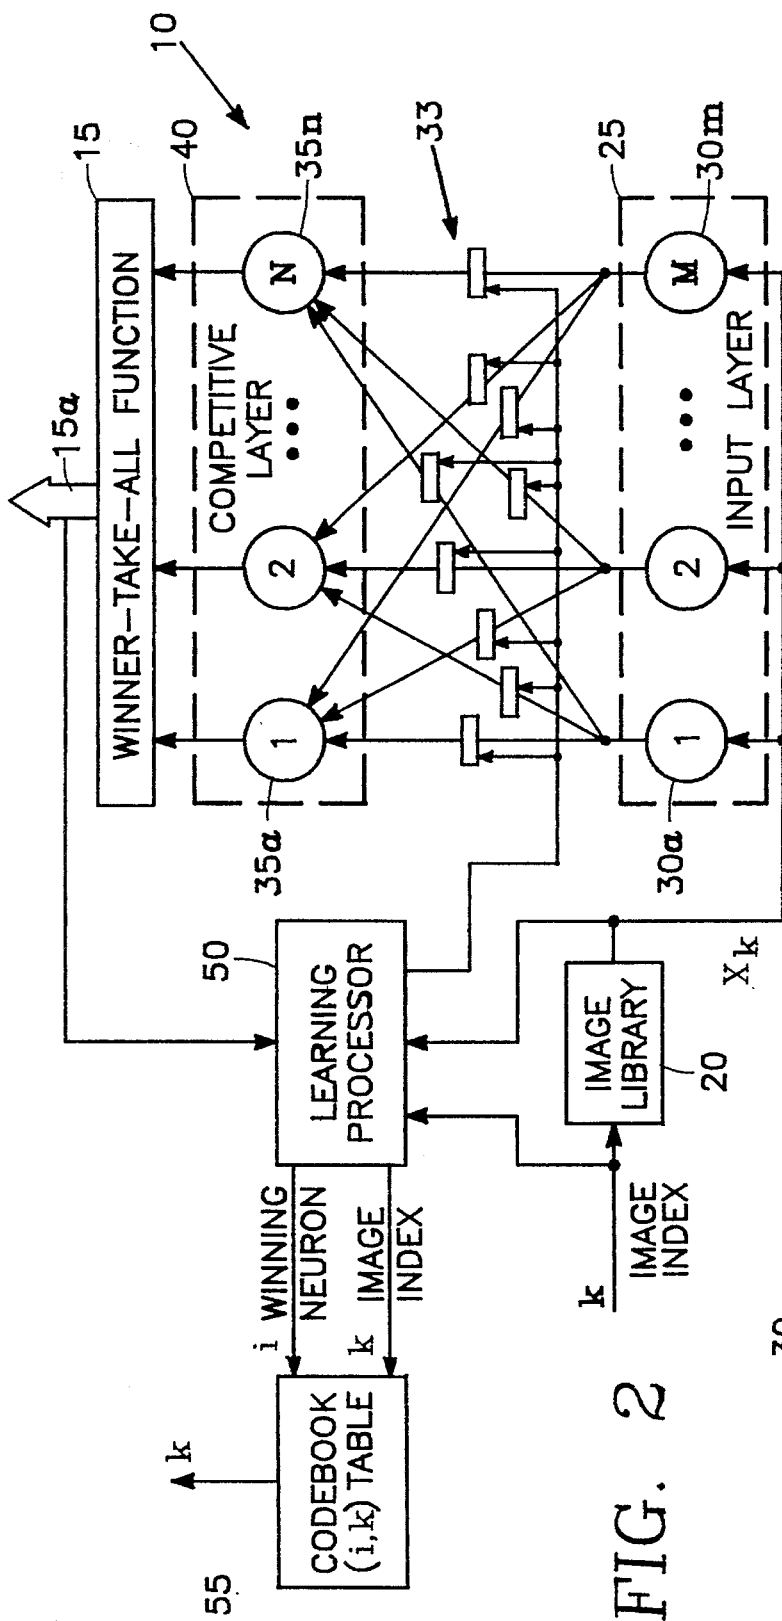 10
15
15a
WINNER-TAKE-ALL FUNCTION
40
35n
35a
COMPETITIVE
LAYER
1
2
N
33
25
30m
30a
1
2
M
INPUT LAYER
50
LEARNING
PROCESSOR
IMAGE
LIBRARY
20
X k
k
IMAGE
INDEX
i WINNING
NEURON
k IMAGE
INDEX
CODEBOOK
(i,k) TABLE
k
55
FIG. 2